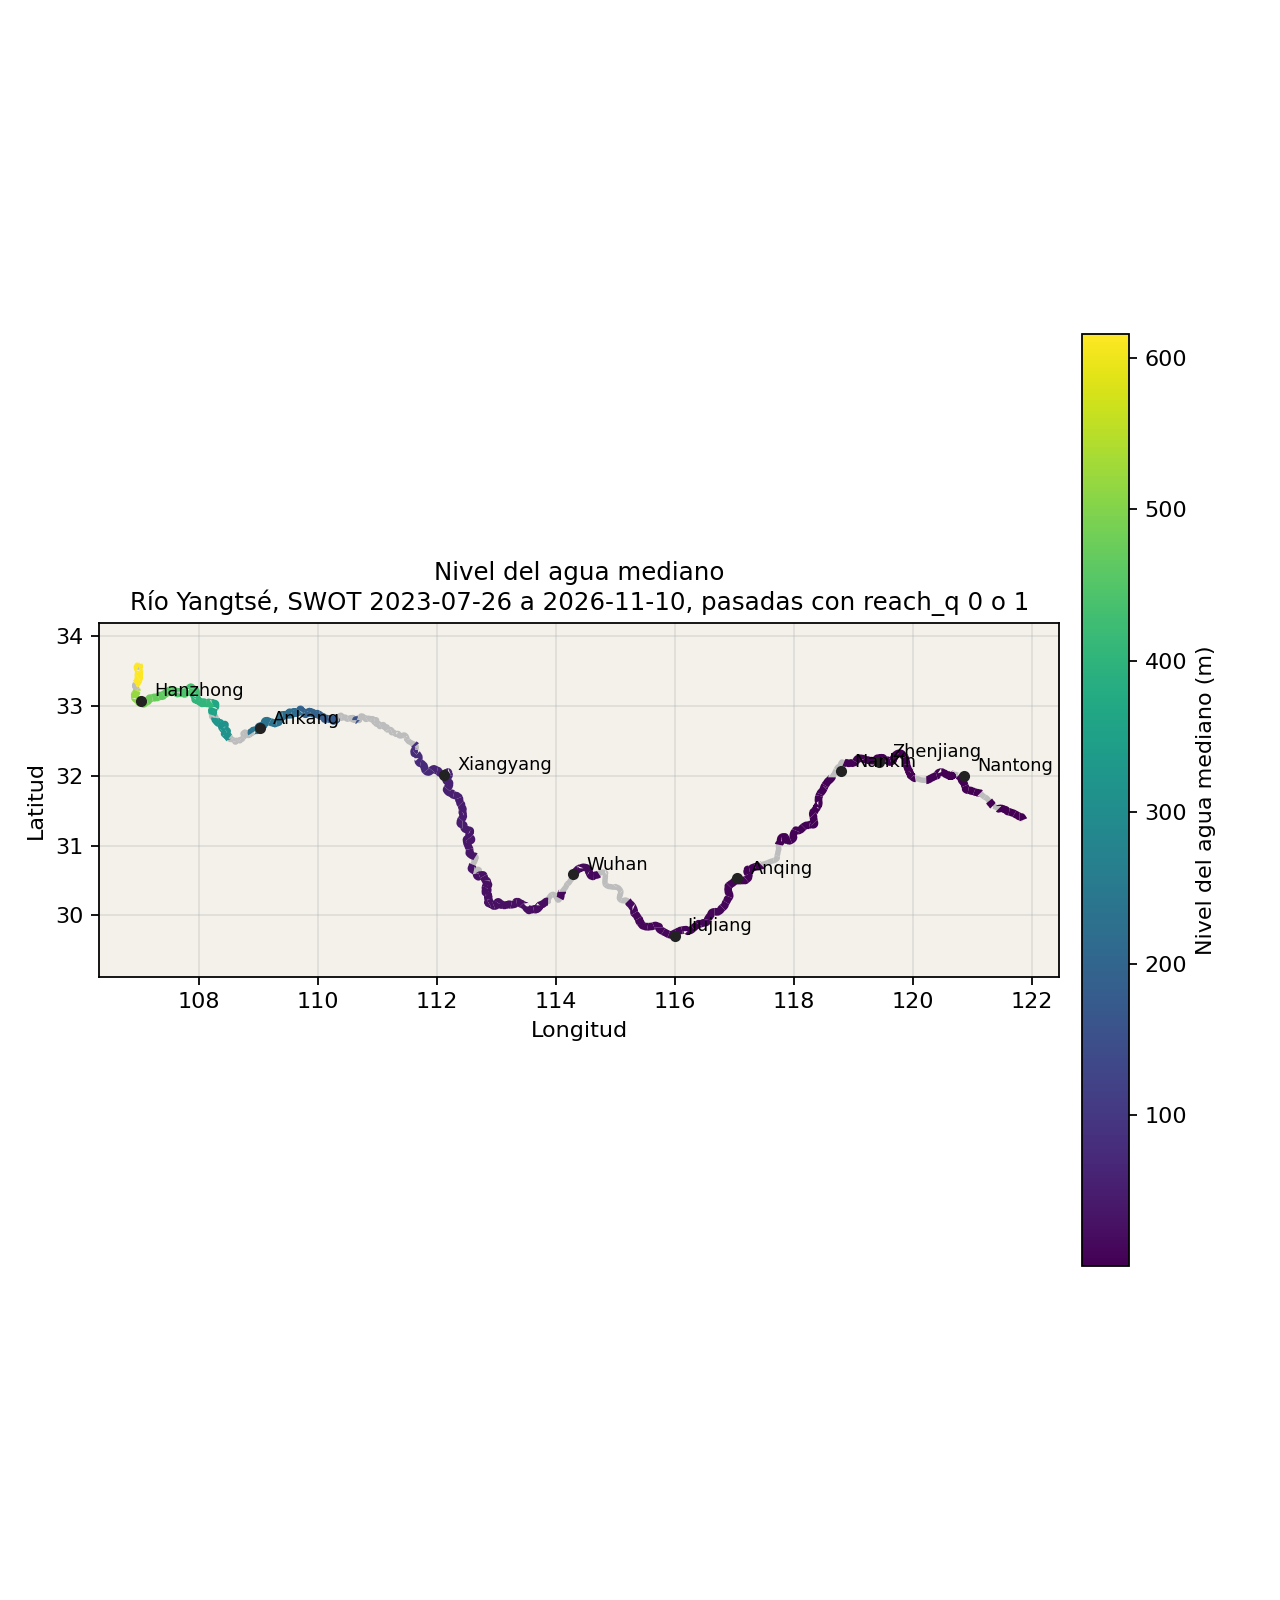 Nivel del agua mediano
Río Yangtsé, SWOT 2023-07-26 a 2026-11-10, pasadas con reach_q 0 o 1
34
33
32
31
30
Latitud
Hanzhong
Ankang
Xiangyang
Wuhan
Jiujiang
Anqing
Nankín
Zhenjiang
Nantong
108
110
112
114
116
118
120
122
Longitud
600
500
400
300
200
100
Nivel del agua mediano (m)